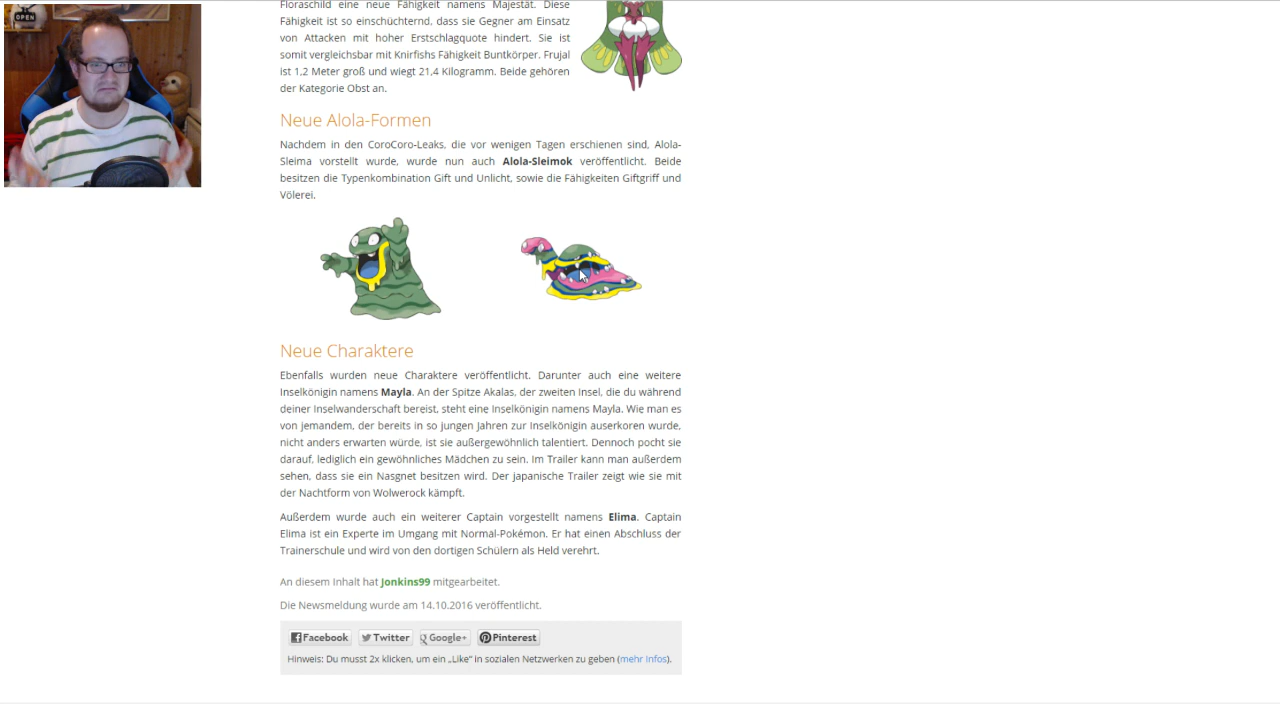 OPEN
Floraschild eine neue Fähigkeit namens Majestät. Diese
Fähigkeit ist so einschüchternd, dass sie Gegner am Einsatz
von Attacken mit hoher Erstschlagquote hindert. Sie ist
somit vergleichsbar mit Knirfishs Fähigkeit Buntkörper. Frujal
ist 1,2 Meter groß und wiegt 21,4 Kilogramm. Beide gehören
der Kategorie Obst an.
Neue Alola-Formen
Nachdem in den CoroCoro-Leaks, die vor wenigen Tagen erschienen sind, Alola-
Sleima vorstellt wurde, wurde nun auch Alola-Sleimok veröffentlicht. Beide
besitzen die Typenkombination Gift und Unlicht, sowie die Fähigkeiten Giftgriff und
Völerei.
Neue Charaktere
Ebenfalls wurden neue Charaktere veröffentlicht. Darunter auch eine weitere
Inselkönigin namens Mayla. An der Spitze Akalas, der zweiten Insel, die du während
deiner Inselwanderschaft bereist, steht eine Inselkönigin namens Mayla. Wie man es
von jemandem, der bereits in so jungen Jahren zur Inselkönigin auserkoren wurde,
nicht anders erwarten würde, ist sie außergewöhnlich talentiert. Dennoch pocht sie
darauf, lediglich ein gewöhnliches Mädchen zu sein. Im Trailer kann man außerdem
sehen, dass sie ein Nasgnet besitzen wird. Der japanische Trailer zeigt wie sie mit
der Nachtform von Wolwerock kämpft.
Außerdem wurde auch ein weiterer Captain vorgestellt namens Elima. Captain
Elima ist ein Experte im Umgang mit Normal-Pokémon. Er hat einen Abschluss der
Trainerschule und wird von den dortigen Schülern als Held verehrt.
An diesem Inhalt hat Jonkins99 mitgearbeitet.
Die Newsmeldung wurde am 14.10.2016 veröffentlicht.
Facebook Twitter Google+ Pinterest
Hinweis: Du musst 2x klicken, um ein „Like" in sozialen Netzwerken zu geben (mehr Infos).